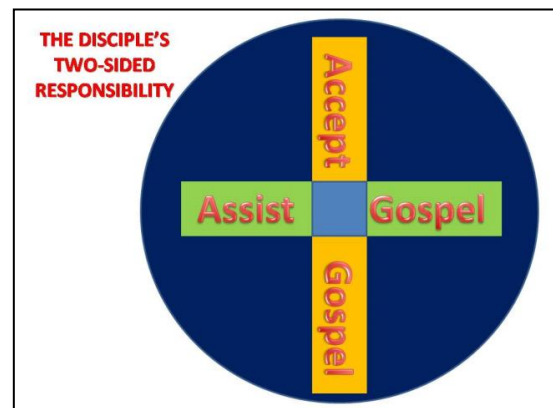 THE DISCIPLE'S
TWO-SIDED
RESPONSIBILITY
Accept
Assist Gospel
Gospel